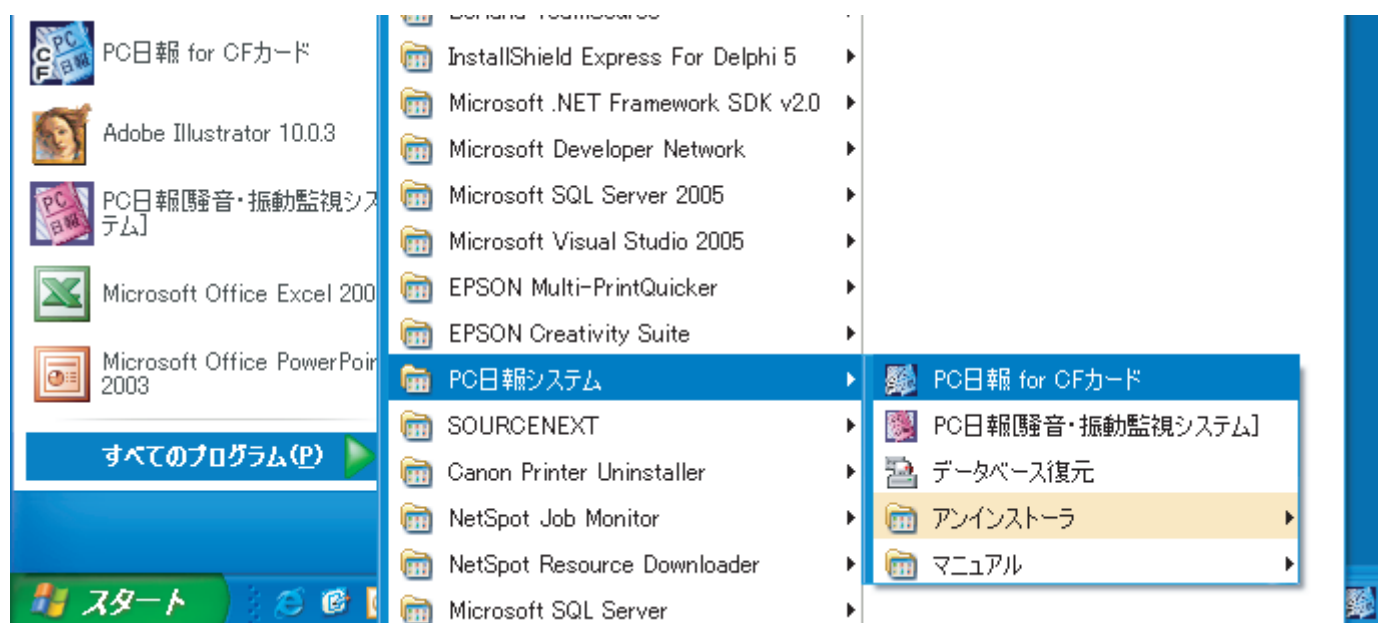 PC日報 for CFカード
Adobe Illustrator 10.0.3
PC日報[騒音・振動監視シス
テム]
Microsoft Office Excel 200
Microsoft Office PowerPoin
2003
すべてのプログラム(P)
スタート
InstallShield Express For Delphi 5
Microsoft .NET Framework SDK v2.0
Microsoft Developer Network
Microsoft SQL Server 2005
Microsoft Visual Studio 2005
EPSON Multi-PrintQuicker
EPSON Creativity Suite
PC日報システム
SOURCENEXT
Canon Printer Uninstaller
NetSpot Job Monitor
NetSpot Resource Downloader
Microsoft SQL Server
PC日報 for CFカード
PC日報[騒音・振動監視システム]
データベース復元
アンインストーラ
マニュアル